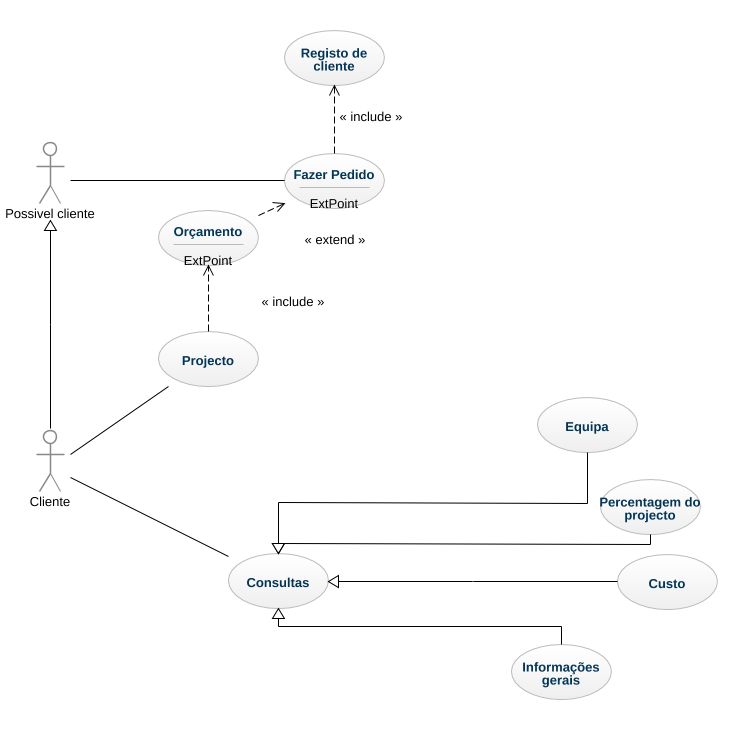 Registo de
cliente
« include »
Fazer Pedido
ExtPoint
Possivel cliente
Orçamento
ExtPoint
« extend »
« include »
Projecto
Equipa
Cliente
Percentagem do
projecto
Consultas
Custo
Informações
gerais